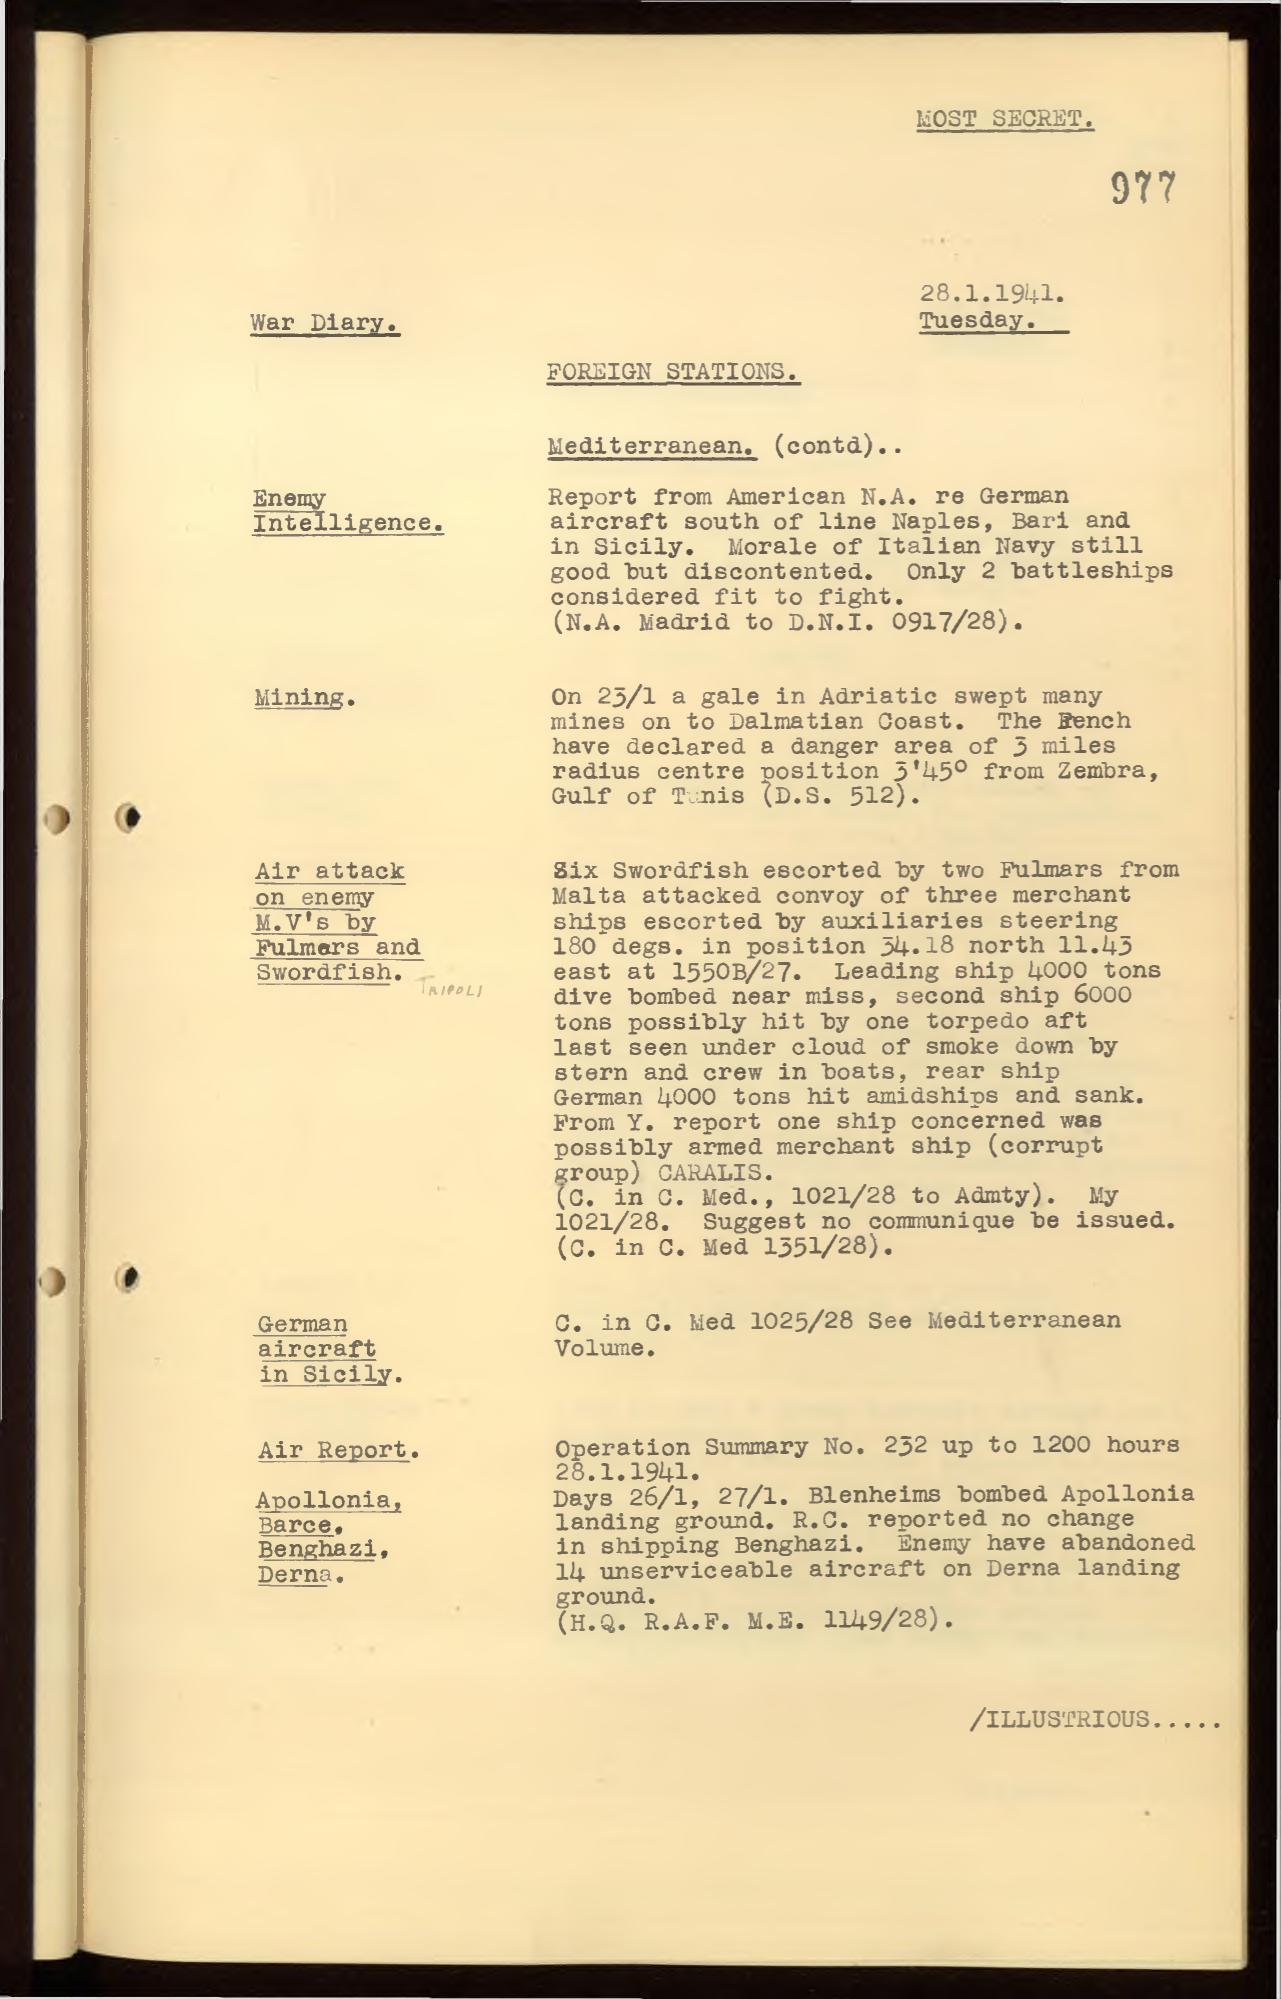 MOST SECRET.
977
28.1.1941.
War Diary.
Tuesday.
FOREIGN STATIONS.
Mediterranean. (contd)..
Enemy
Intelligence.
Report from American N.A. re German
aircraft south of line Naples, Bari and
in Sicily. Morale of Italian Navy still
good but discontented. Only 2 battleships
considered fit to fight.
(N.A. Madrid to D.N.I. 0917/28).
Mining.
On 23/1 a gale in Adriatic swept many
mines on to Dalmatian Coast. The Fench
have declared a danger area of 3 miles
radius centre position 3'45° from Zembra,
Gulf of Tunis (D.S. 512).
Air attack
on enemy
M.V's by
Fulmars and
Swordfish.
TRIPOLI
Six Swordfish escorted by two Fulmars from
Malta attacked convoy of three merchant
ships escorted by auxiliaries steering
180 degs. in position 34.18 north 11.43
east at 1550B/27. Leading ship 4000 tons
dive bombed near miss, second ship 6000
tons possibly hit by one torpedo aft
last seen under cloud of smoke down by
stern and crew in boats, rear ship
German 4000 tons hit amidships and sank.
From Y. report one ship concerned was
possibly armed merchant ship (corrupt
group) CARALIS.
(C. in C. Med., 1021/28 to Admty). My
1021/28. Suggest no communique be issued.
(C. in C. Med 1351/28).
German
aircraft
in Sicily.
C. in C. Med 1025/28 See Mediterranean
Volume.
Air Report.
Apollonia,
Barce,
Benghazi,
Derna.
Operation Summary No. 232 up to 1200 hours
28.1.1941.
Days 26/1, 27/1. Blenheims bombed Apollonia
landing ground. R.C. reported no change
in shipping Benghazi. Enemy have abandoned
14 unserviceable aircraft on Derna landing
ground.
(H.Q. R.A.F. M.E. 1149/28).
/ILLUSTRIOUS.....